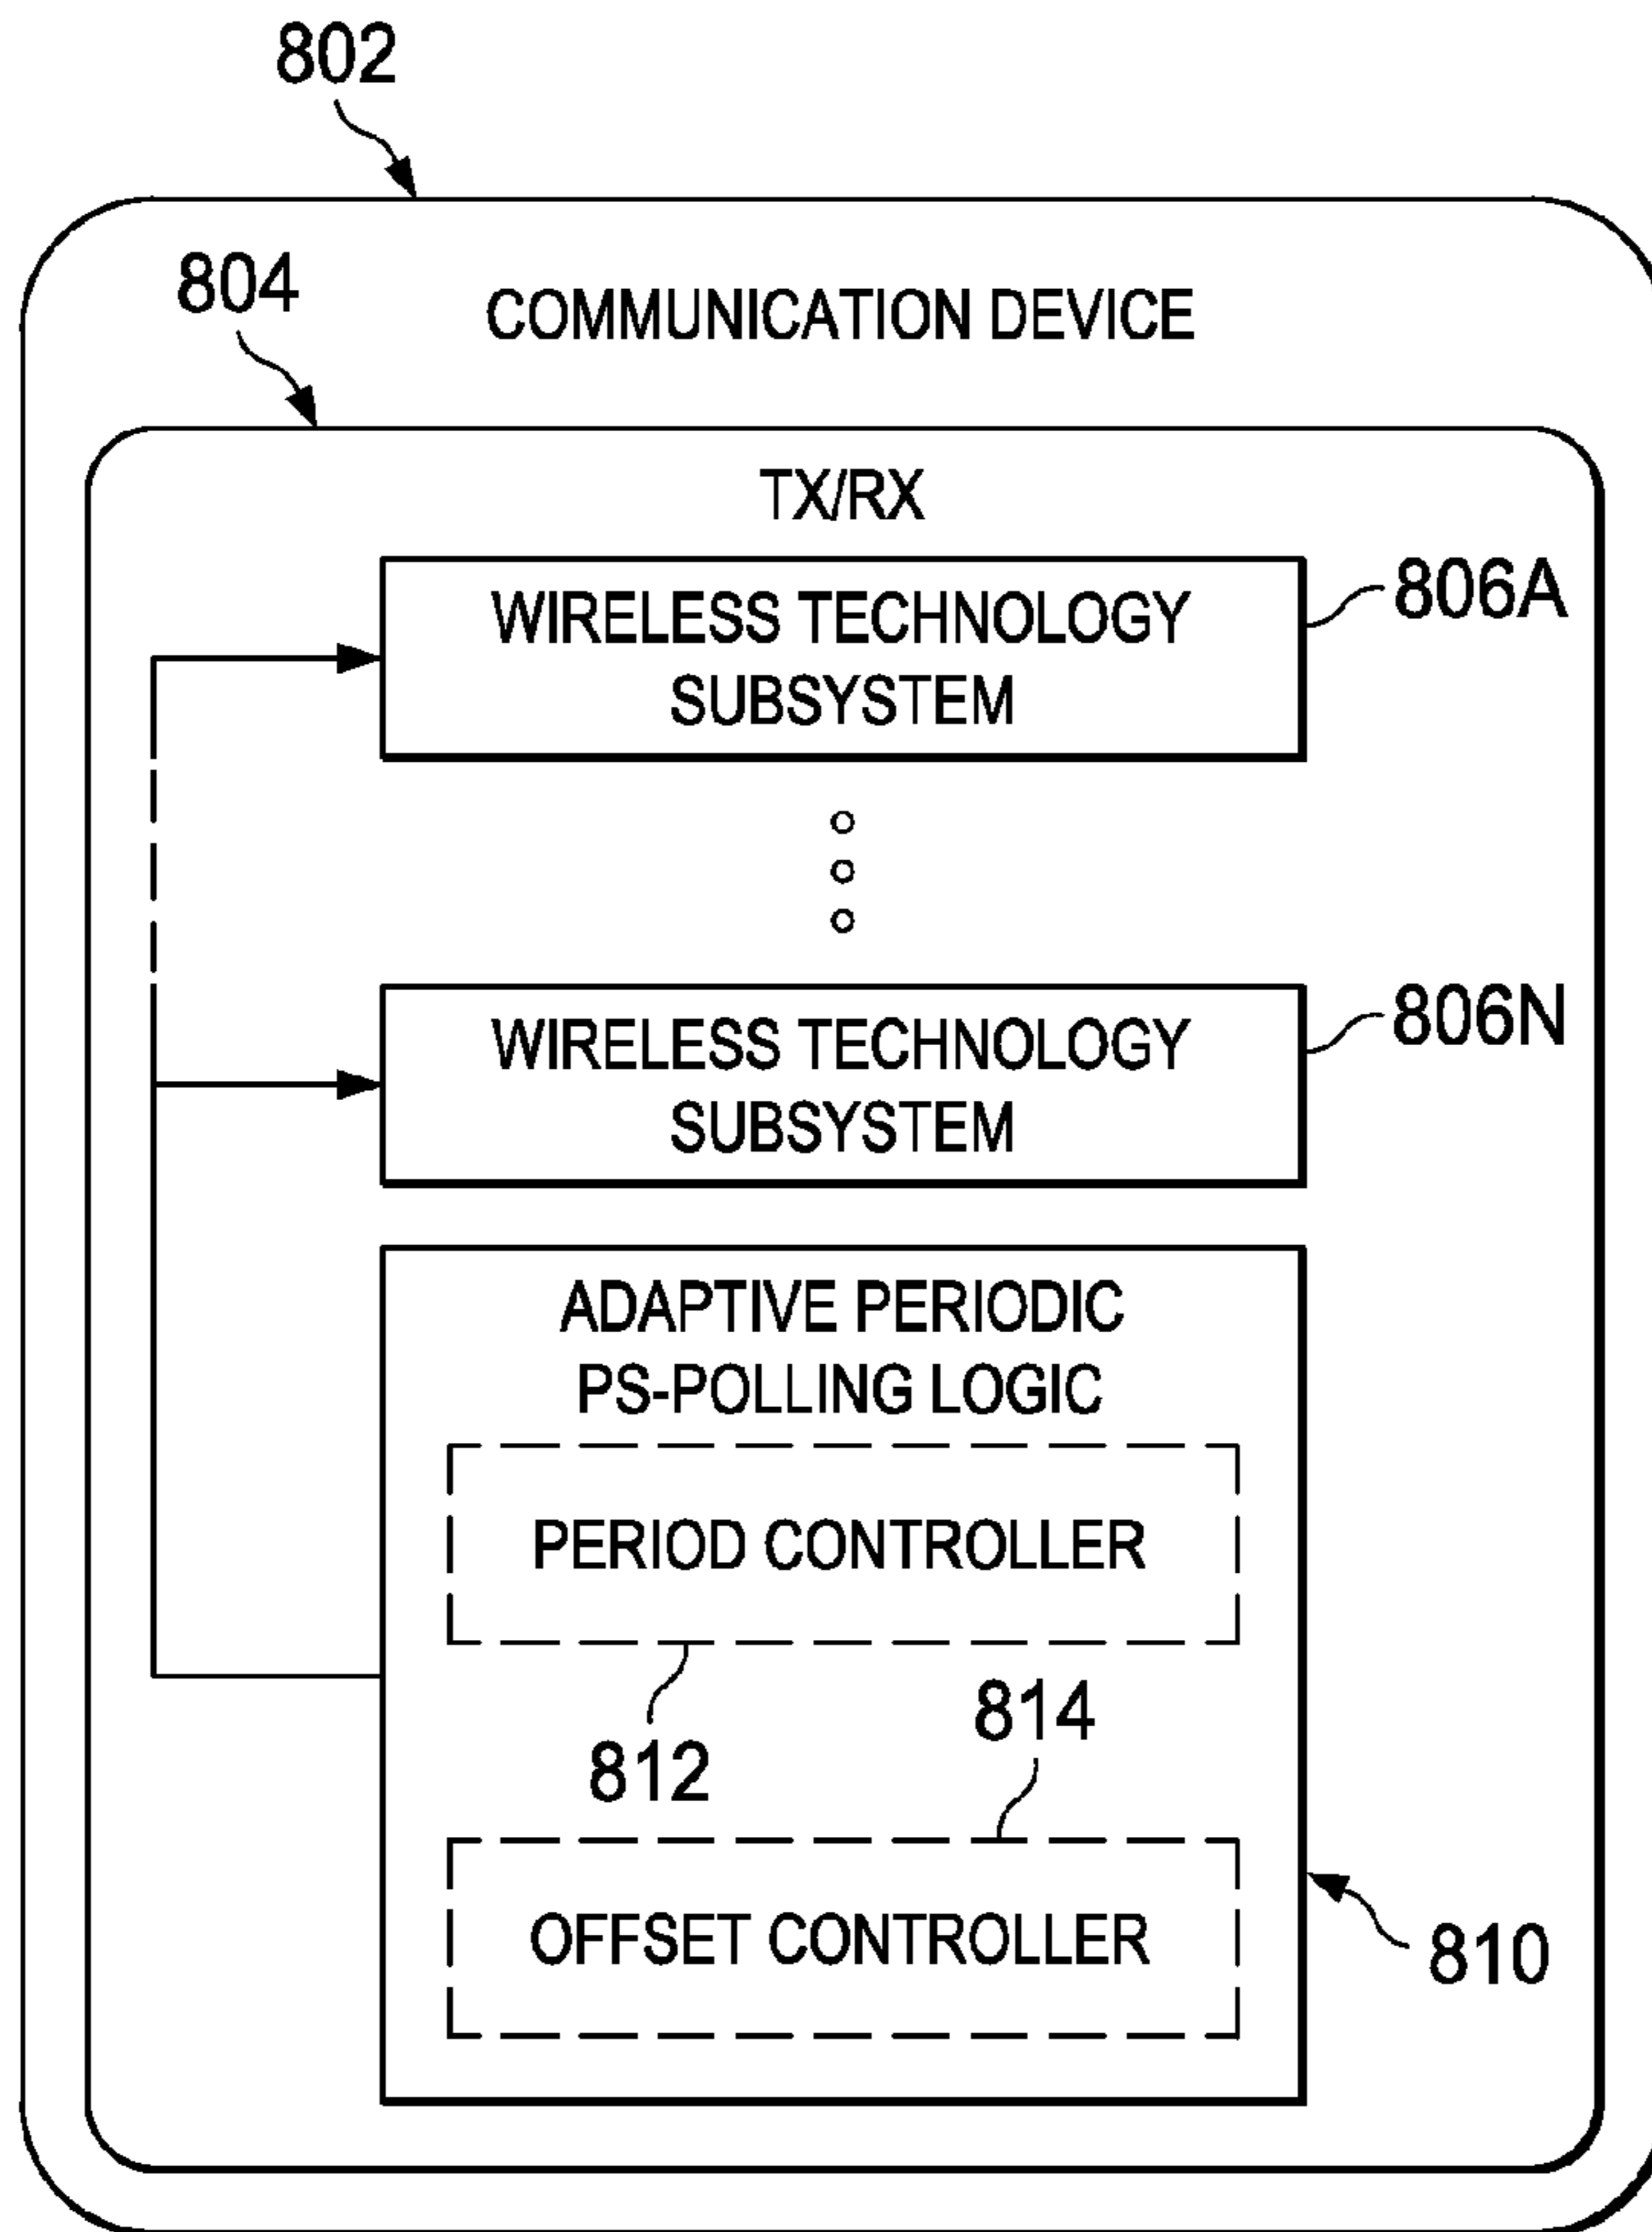 802
804
COMMUNICATION DEVICE
TX/RX
WIRELESS TECHNOLOGY
SUBSYSTEM
806A
WIRELESS TECHNOLOGY
SUBSYSTEM
806N
ADAPTIVE PERIODIC
PS-POLLING LOGIC
PERIOD CONTROLLER
812
814
OFFSET CONTROLLER
810